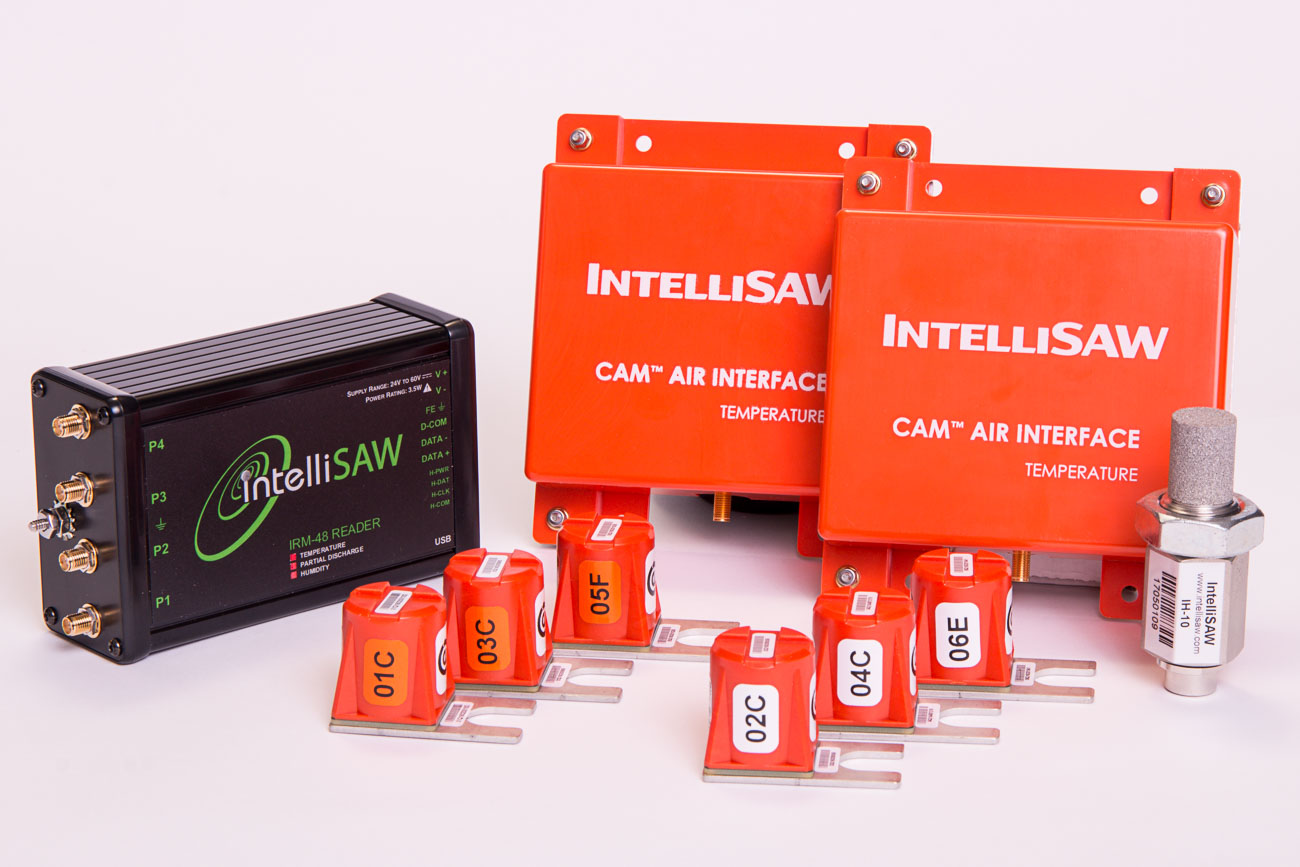 SUPPLY RANGE: 24V TO 60V V +
POWER RATING: 3.5W V -
FE
D-COM
DATA -
DATA +
H-PWR
H-DAT
H-CLK
H-COM
USB
P4
P3
P2
P1
intelliSAW
IRM-48 READER
TEMPERATURE
PARTIAL DISCHARGE
HUMIDITY
INTELLISAW
CAM™ AIR INTERFACE
TEMPERATURE
INTELLISAW
CAM™ AIR INTERFACE
TEMPERATURE
01C
03C
05F
02C
04C
06E
IntelliSAW
www.intellisaw.com
IH-10
17050109